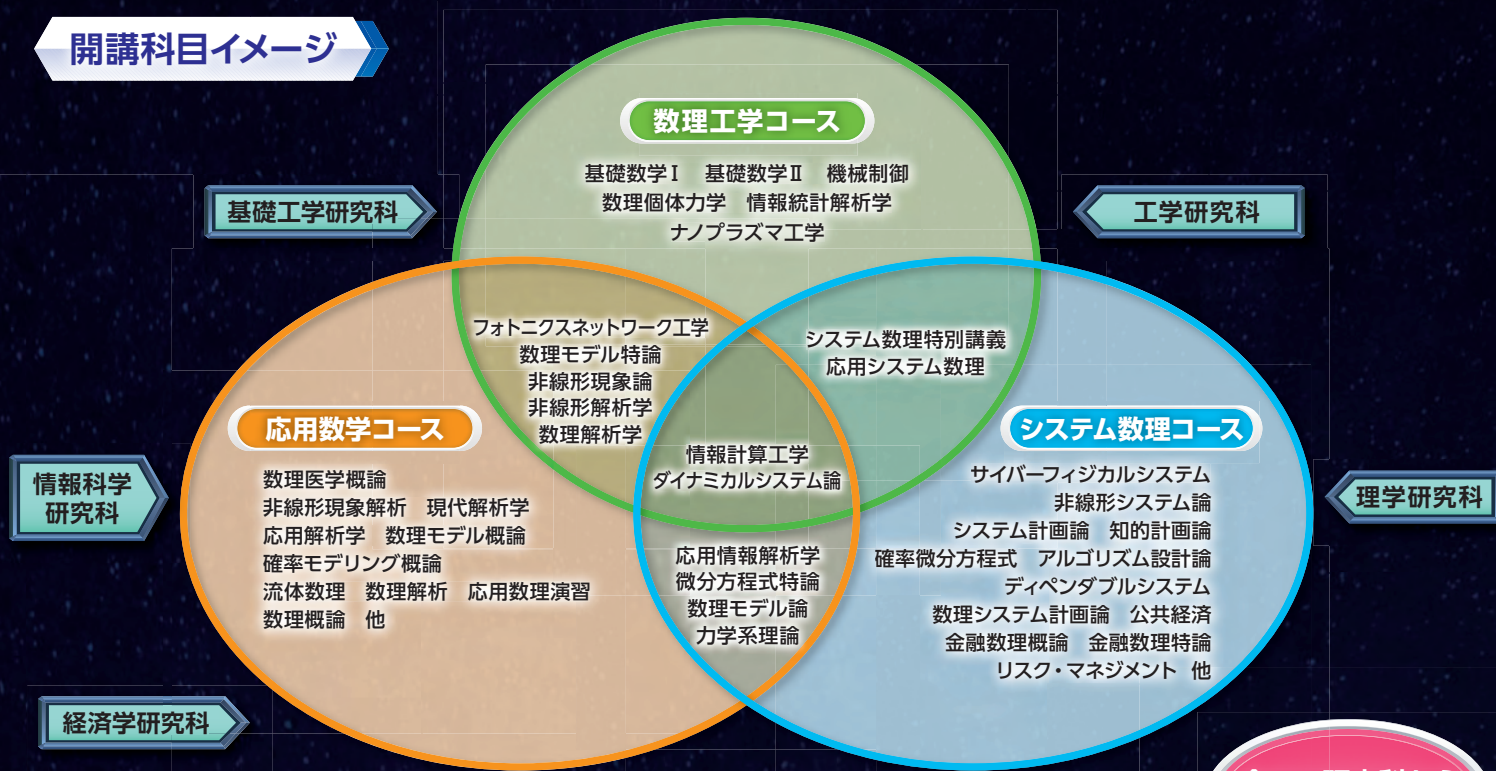 開講科目イメージ
数理工学コース
基礎数学Ⅰ　基礎数学Ⅱ　機械制御
数理個体力学　情報統計解析学
ナノプラズマ工学
基礎工学研究科
工学研究科
フォトニクスネットワーク工学
数理モデル特論
非線形現象論
非線形解析学
数理解析学
システム数理特別講義
応用システム数理
応用数学コース
数理医学概論
非線形現象解析　現代解析学
応用解析学　数理モデル概論
確率モデリング概論
流体数理　数理解析　応用数理演習
数理概論　他
情報計算工学
ダイナミカルシステム論
システム数理コース
サイバーフィジカルシステム
非線形システム論
システム計画論　知的計画論
確率微分方程式　アルゴリズム設計論
ディペンダブルシステム
数理システム計画論　公共経済
金融数理概論　金融数理特論
リスク・マネジメント　他
応用情報解析学
微分方程式特論
数理モデル論
力学系理論
情報科学
研究科
理学研究科
経済学研究科